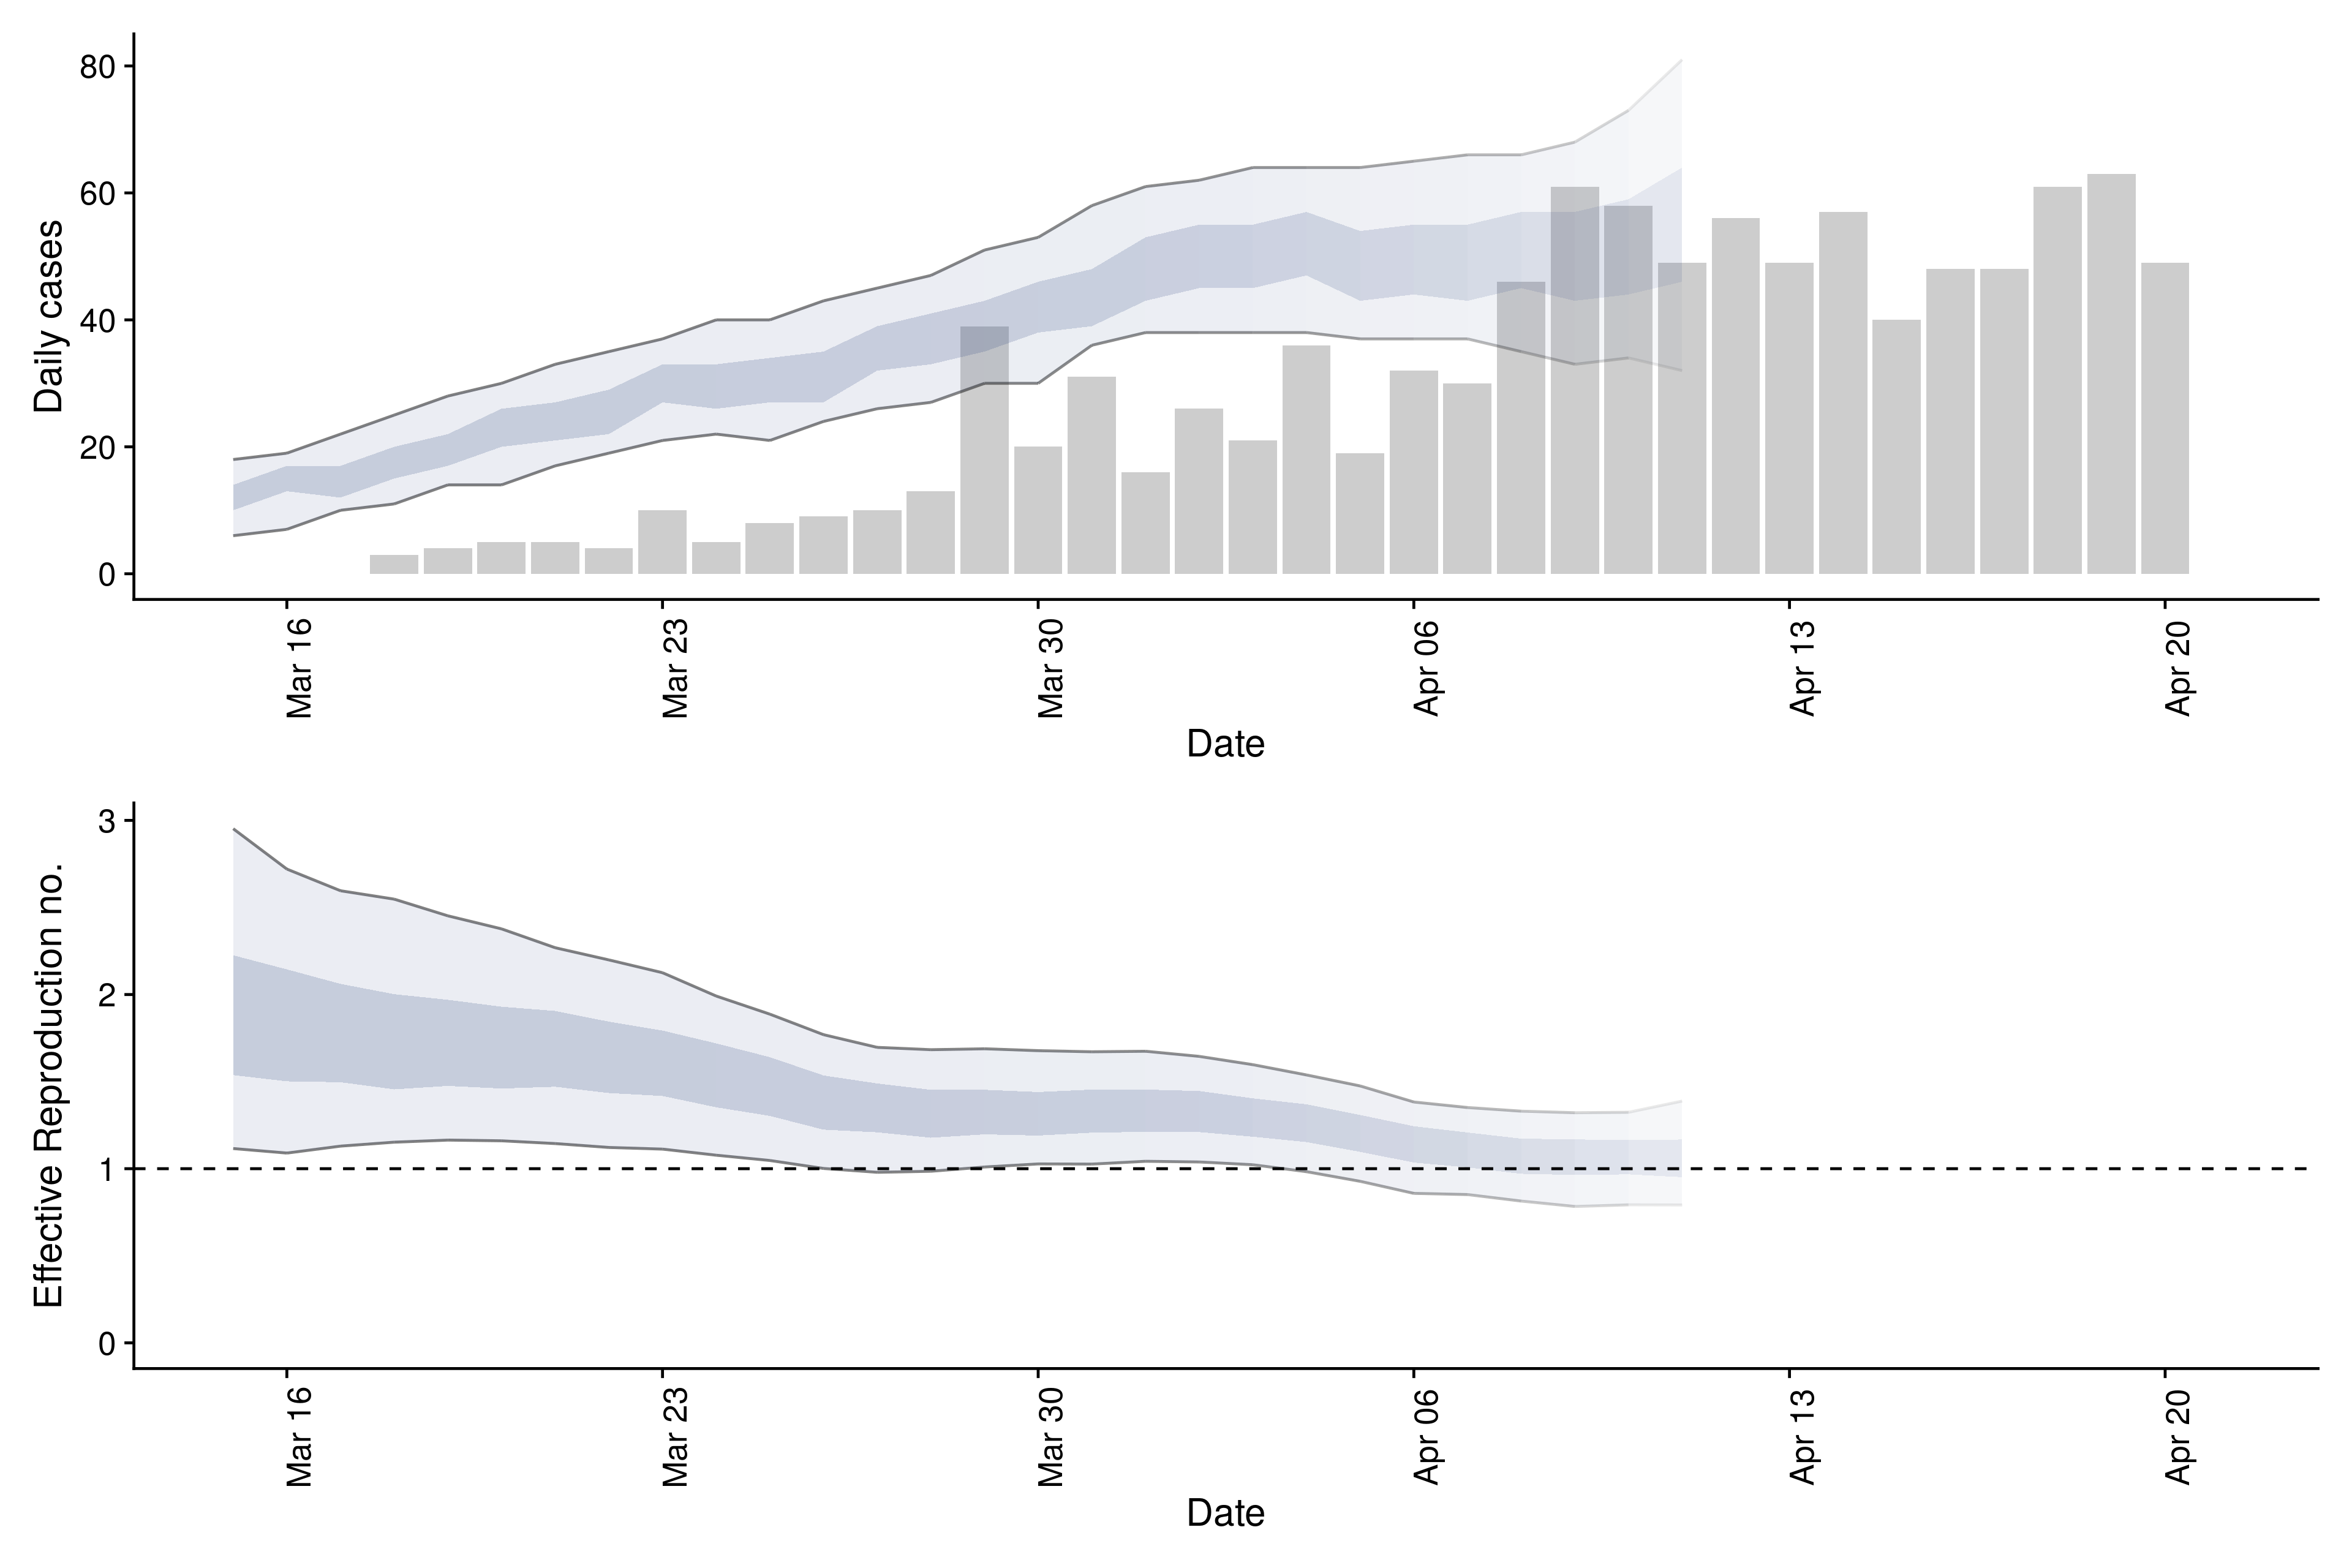 Daily cases
80
60
40
20
0
Mar 16
Mar 23
Mar 30
Apr 06
Apr 13
Apr 20
Date
Effective Reproduction no.
3
2
1
0
Mar 16
Mar 23
Mar 30
Apr 06
Apr 13
Apr 20
Date